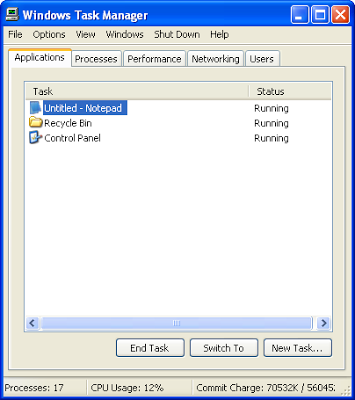 Windows Task Manager
File Options View Windows Shut Down Help
Applications Processes Performance Networking Users
Task Status
Untitled - Notepad Running
Recycle Bin Running
Control Panel Running
End Task Switch To New Task...
Processes: 17 CPU Usage: 12% Commit Charge: 70532K / 56045